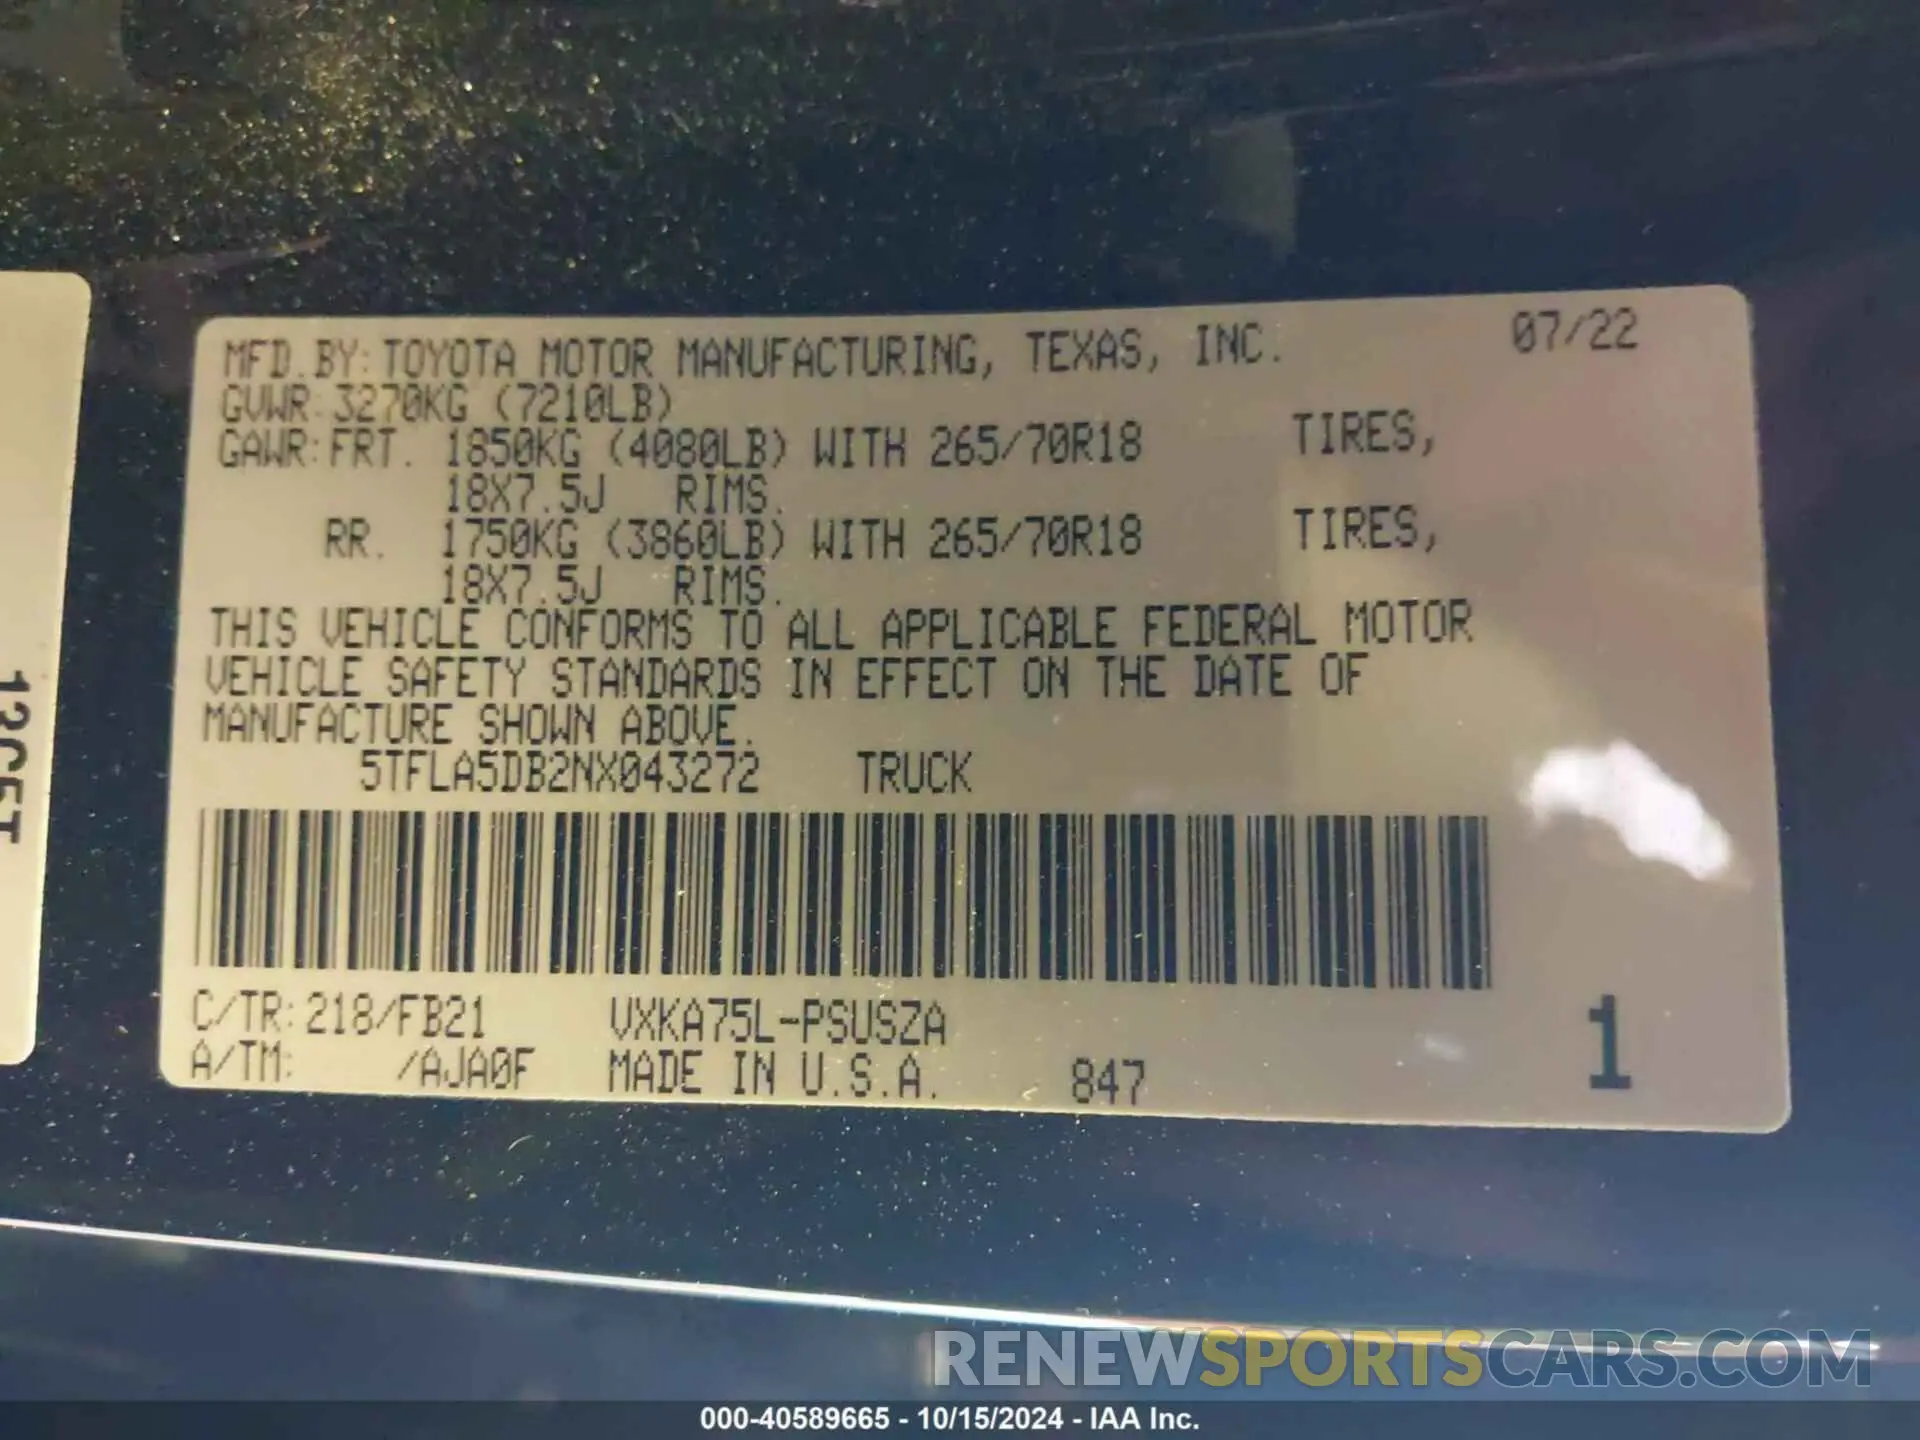 MFD.BY:TOYOTA MOTOR MANUFACTURING, TEXAS, INC. 07/22
GVWR:3270KG (7210LB)
GAWR:FRT. 1850KG (4080LB) WITH 265/70R18 TIRES,
18X7.5J RIMS.
RR. 1750KG (3860LB) WITH 265/70R18 TIRES,
18X7.5J RIMS.
THIS VEHICLE CONFORMS TO ALL APPLICABLE FEDERAL MOTOR
VEHICLE SAFETY STANDARDS IN EFFECT ON THE DATE OF
MANUFACTURE SHOWN ABOVE.
5TFLA5DB2NX043272 TRUCK
C/TR:218/FB21 VXKA75L-PSUSZA
A/TM: /AJA0F MADE IN U.S.A. 847 1
RENEWSPORTSCARS.COM
000-40589665 - 10/15/2024 - IAA Inc.